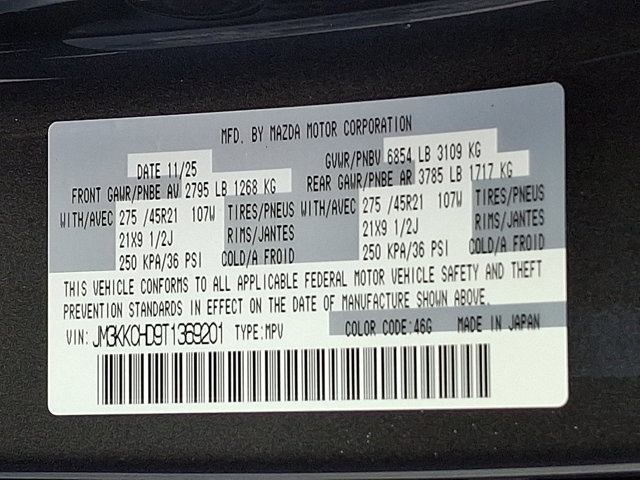 MFD. BY MAZDA MOTOR CORPORATION
DATE 11/25 GVWR/PNBV 6854 LB 3109 KG
FRONT GAWR/PNBE AV 2795 LB 1268 KG REAR GAWR/PNBE AR 3785 LB 1717 KG
WITH/AVEC 275 /45R21 107W TIRES/PNEUS WITH/AVEC 275 /45R21 107W TIRES/PNEUS
21X9 1/2J RIMS/JANTES 21X9 1/2J RIMS/JANTES
250 KPA/36 PSI COLD/A FROID 250 KPA/36 PSI COLD/A FROID
THIS VEHICLE CONFORMS TO ALL APPLICABLE FEDERAL MOTOR VEHICLE SAFETY AND THEFT
PREVENTION STANDARDS IN EFFECT ON THE DATE OF MANUFACTURE SHOWN ABOVE.
VIN: JM3KKCHD9T1369201 TYPE:MPV COLOR CODE:46G MADE IN JAPAN